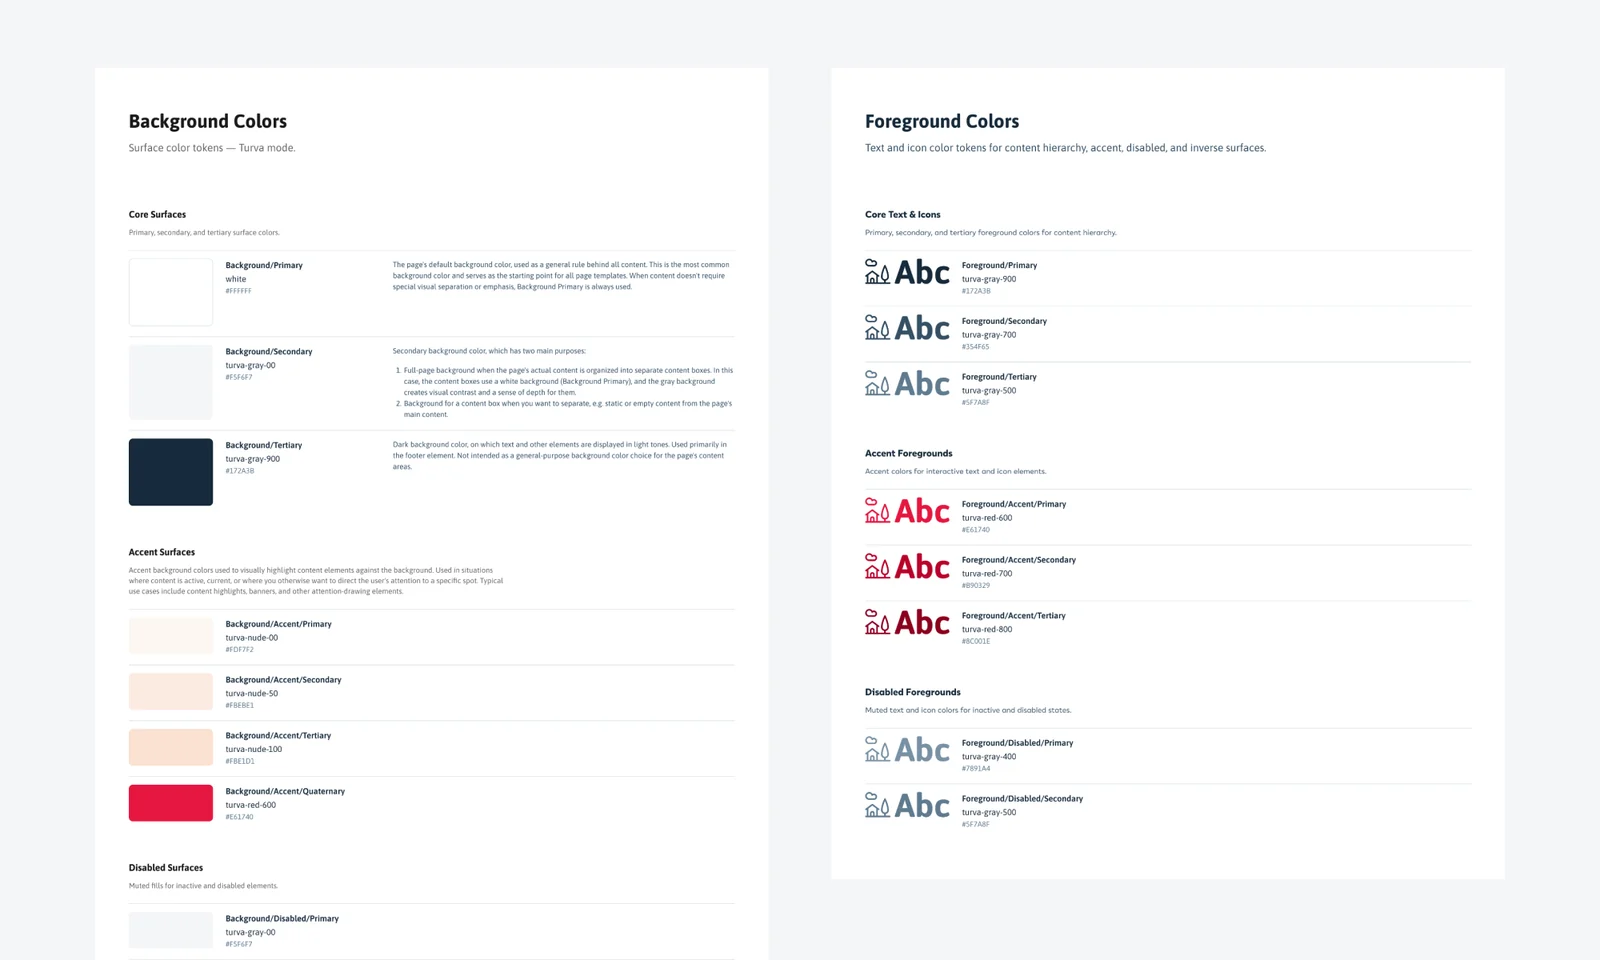 Background Colors
Surface color tokens — Turva mode.
Core Surfaces
Primary, secondary, and tertiary surface colors.
Background/Primary
white
#FFFFFF
The page's default background color, used as a general rule behind all content. This is the most common
background color and serves as the starting point for all page templates. When content doesn't require
special visual separation or emphasis, Background Primary is always used.
Background/Secondary
turva-gray-00
#F5F6F7
Secondary background color, which has two main purposes:
1. Full-page background when the page's actual content is organized into separate content boxes. In this
case, the content boxes use a white background (Background Primary), and the gray background
creates visual contrast and a sense of depth for them.
2. Background for a content box when you want to separate, e.g. static or empty content from the page's
main content.
Background/Tertiary
turva-gray-900
#172A3B
Dark background color, on which text and other elements are displayed in light tones. Used primarily in
the footer element. Not intended as a general-purpose background color choice for the page's content
areas.
Accent Surfaces
Accent background colors used to visually highlight content elements against the background. Used in situations
where content is active, current, or where you otherwise want to direct the user's attention to a specific spot. Typical
use cases include content highlights, banners, and other attention-drawing elements.
Background/Accent/Primary
turva-nude-00
#FDF7F2
Background/Accent/Secondary
turva-nude-50
#FBEBE1
Background/Accent/Tertiary
turva-nude-100
#FBE1D1
Background/Accent/Quaternary
turva-red-600
#E61740
Disabled Surfaces
Muted fills for inactive and disabled elements.
Background/Disabled/Primary
turva-gray-00
#F5F6F7
Foreground Colors
Text and icon color tokens for content hierarchy, accent, disabled, and inverse surfaces.
Core Text & Icons
Primary, secondary, and tertiary foreground colors for content hierarchy.
Abc
Foreground/Primary
turva-gray-900
#172A3B
Abc
Foreground/Secondary
turva-gray-700
#354F65
Abc
Foreground/Tertiary
turva-gray-500
#5F7A8F
Accent Foregrounds
Accent colors for interactive text and icon elements.
Abc
Foreground/Accent/Primary
turva-red-600
#E61740
Abc
Foreground/Accent/Secondary
turva-red-700
#B90329
Abc
Foreground/Accent/Tertiary
turva-red-800
#8C001E
Disabled Foregrounds
Muted text and icon colors for inactive and disabled states.
Abc
Foreground/Disabled/Primary
turva-gray-400
#7891A4
Abc
Foreground/Disabled/Secondary
turva-gray-500
#5F7A8F